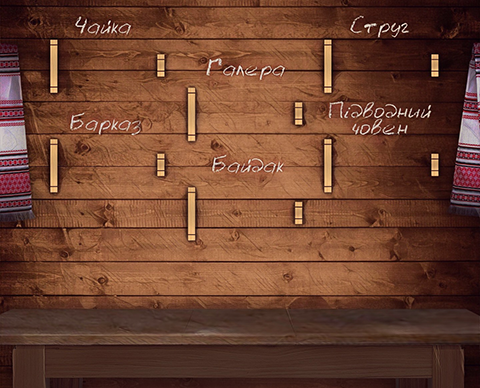 Чайка
Струг
Галера
Барказ
Підводний
човен
Байдак